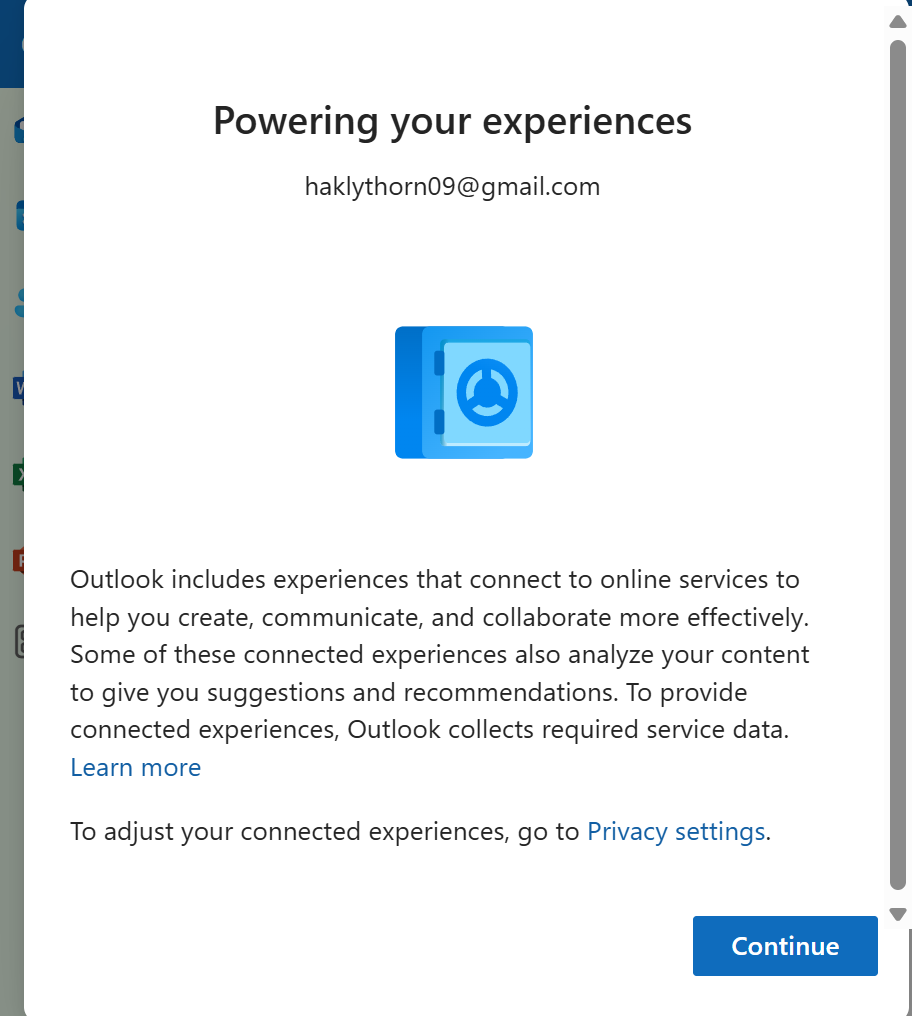 Powering your experiences
haklythorn09@gmail.com
Outlook includes experiences that connect to online services to
help you create, communicate, and collaborate more effectively.
Some of these connected experiences also analyze your content
to give you suggestions and recommendations. To provide
connected experiences, Outlook collects required service data.
Learn more
To adjust your connected experiences, go to Privacy settings.
Continue